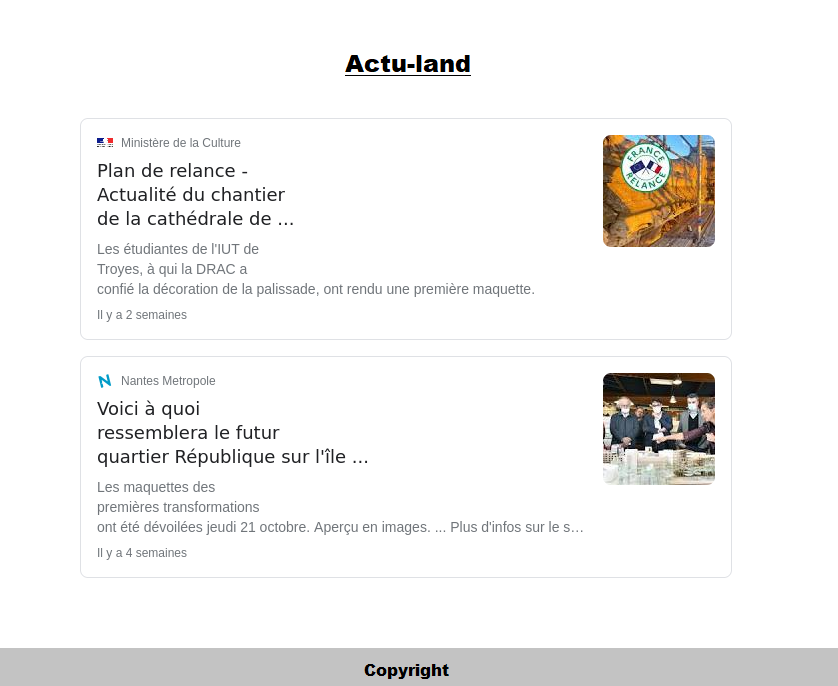 Actu-land
Ministère de la Culture
Plan de relance -
Actualité du chantier
de la cathédrale de ...
FRANCE
RELANCE
Les étudiantes de l'IUT de
Troyes, à qui la DRAC a
confié la décoration de la palissade, ont rendu une première maquette.
Il y a 2 semaines
Nantes Metropole
Voici à quoi
ressemblera le futur
quartier République sur l'île ...
Les maquettes des
premières transformations
ont été dévoilées jeudi 21 octobre. Aperçu en images. ... Plus d'infos sur le s…
Il y a 4 semaines
Copyright